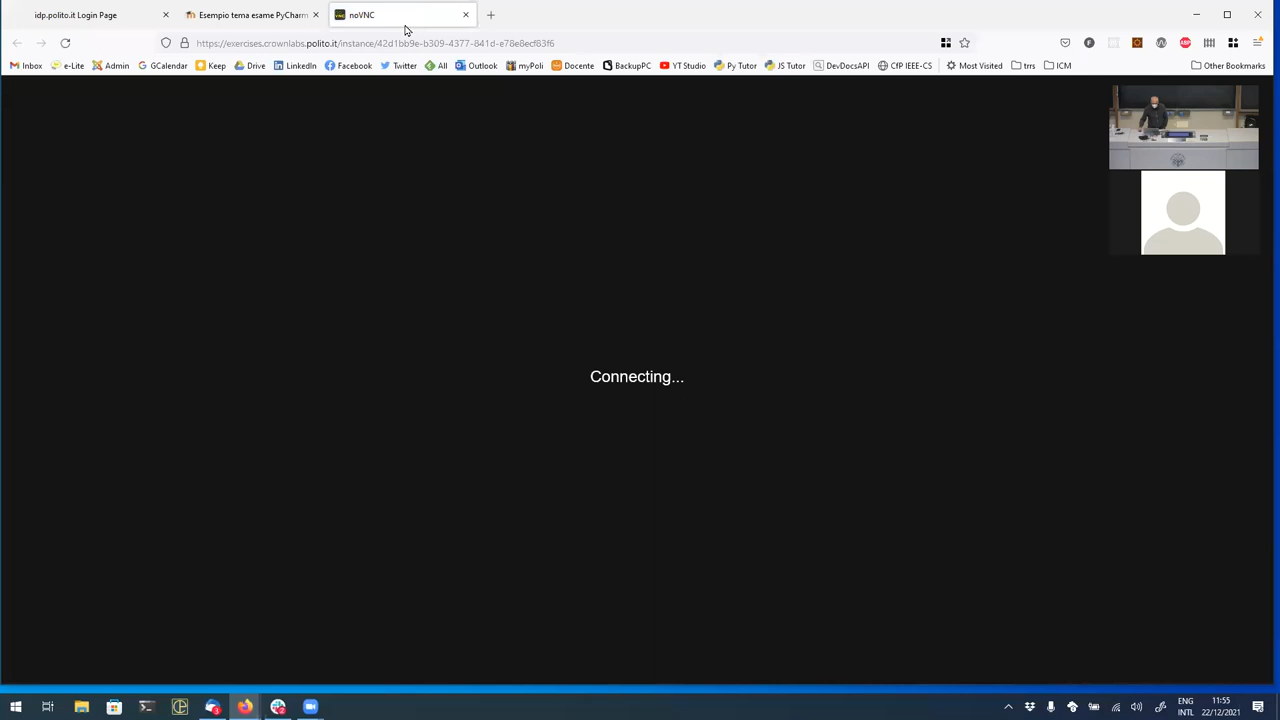 idp.polito.it Login Page
Esempio tema esame PyCharm
noVNC
https://exercises.crownlabs.polito.it/instance/42d1bb9e-b309-4377-841d-e78e8ecf83f6
Inbox e-Lite Admin GCalendar Keep Drive LinkedIn Facebook Twitter All Outlook myPoli Docente BackupPC YT Studio Py Tutor JS Tutor DevDocsAPI CfP IEEE-CS Most Visited trrs ICM Other Bookmarks
Connecting...
ENG
INTL
11:55
22/12/2021